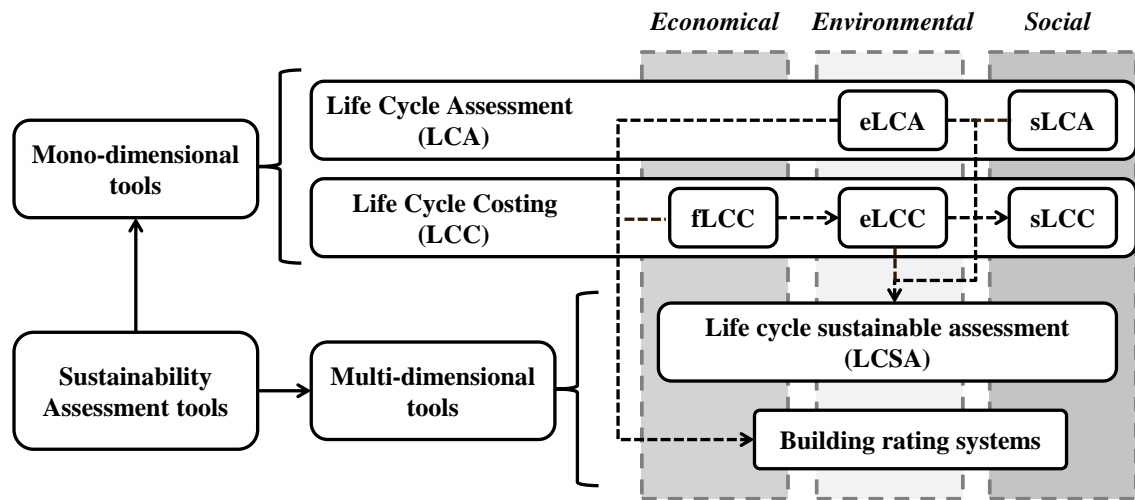 Economical
Environmental
Social
Life Cycle Assessment
(LCA)
eLCA
sLCA
Mono-dimensional
tools
Life Cycle Costing
(LCC)
fLCC
eLCC
sLCC
Life cycle sustainable assessment
(LCSA)
Sustainability
Assessment tools
Multi-dimensional
tools
Building rating systems